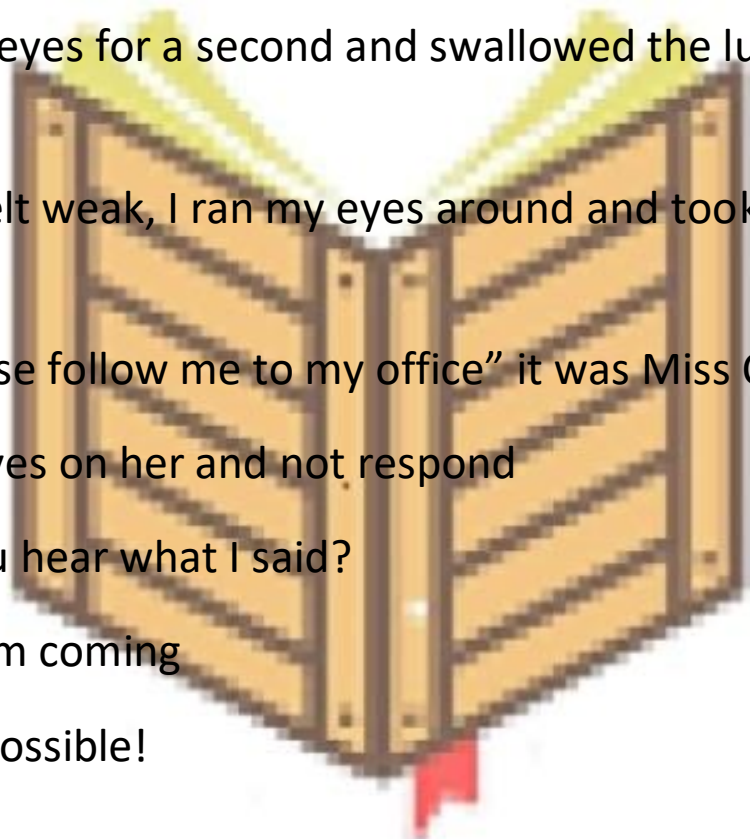 eyes for a second and swallowed the lu
elt weak, I ran my eyes around and took
se follow me to my office” it was Miss
yes on her and not respond
u hear what I said?
m coming
ossible!